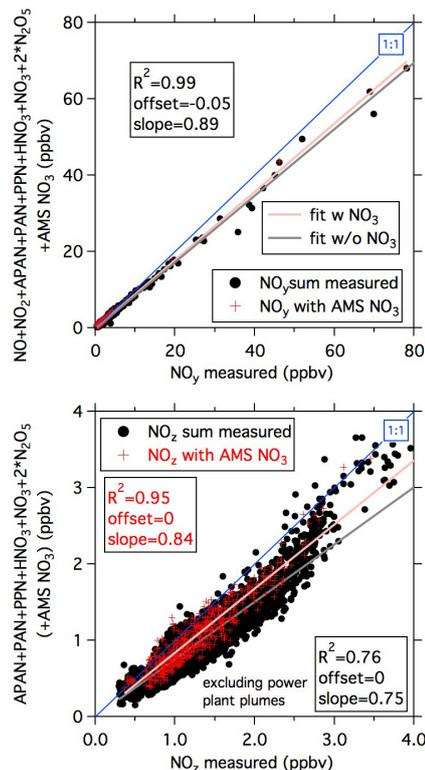 NO+NO₂+APAN+PAN+PPN+HNO₃+NO₃+2*N₂O₅
+AMS NO₃ (ppbv)
80
60
40
20
0
1:1
R²=0.99
offset=-0.05
slope=0.89
fit w NO₃
fit w/o NO₃
NOysum measured
NOy with AMS NO₃
0 20 40 60 80
NOy measured (ppbv)
APAN+PAN+PPN+HNO₃+NO₃+2*N₂O₅
(+AMS NO₃) (ppbv)
4
3
2
1
0
1:1
NOz sum measured
NOz with AMS NO₃
R²=0.95
offset=0
slope=0.84
excluding power
plant plumes
R²=0.76
offset=0
slope=0.75
0.0 1.0 2.0 3.0 4.0
NOz measured (ppbv)